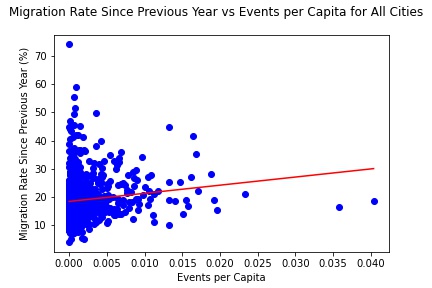 Migration Rate Since Previous Year vs Events per Capita for All Cities
Migration Rate Since Previous Year (%)
70
60
50
40
30
20
10
0.000 0.005 0.010 0.015 0.020 0.025 0.030 0.035 0.040
Events per Capita